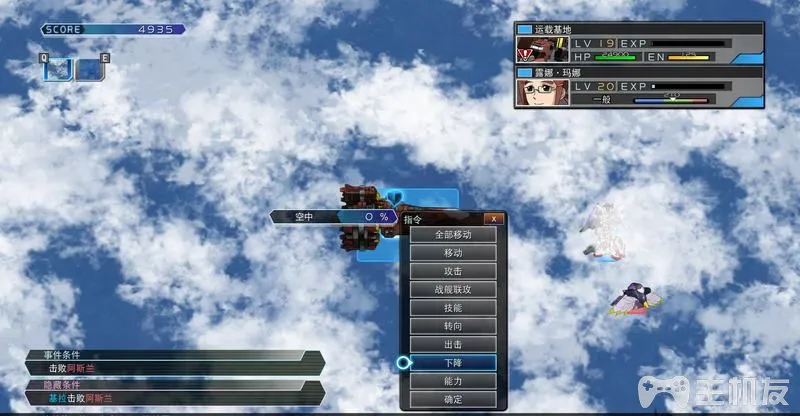 SCORE 4935
Q E
运载基地
LV 19 EXP
HP 24900 EN 125
露娜·玛娜
LV 20 EXP
一般
空中 0 %
指令 X
全部移动
移动
攻击
战舰联攻
技能
转向
出击
下降
能力
确定
事件条件
击败阿斯兰
隐藏条件
基拉击败阿斯兰
主机友